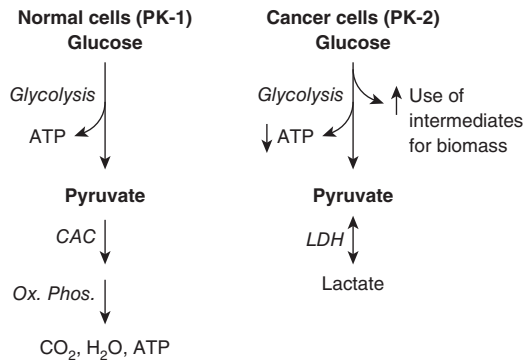 Normal cells (PK-1)
Glucose
Glycolysis
ATP
Pyruvate
CAC
Ox. Phos.
CO₂, H₂O, ATP
Cancer cells (PK-2)
Glucose
Glycolysis
ATP
Use of
intermediates
for biomass
Pyruvate
LDH
Lactate